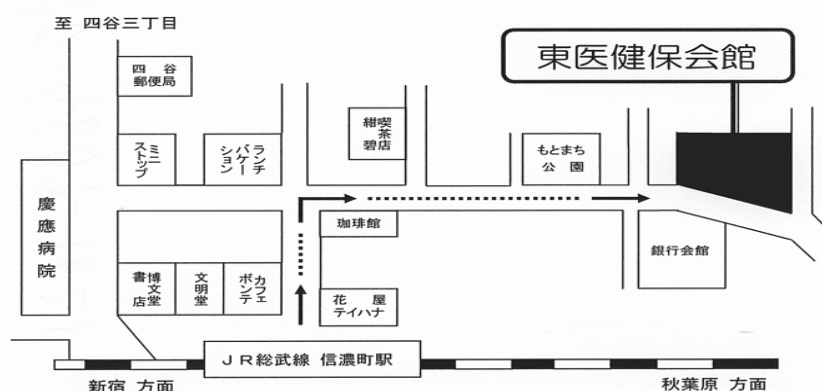 至 四谷三丁目
東医健保会館
四谷
郵便局
ミニ
ストップ
ランチ
バケー
ション
喫茶店
紺碧
もとまち
公園
慶應病院
珈琲館
銀行会館
博文堂
書店
文明堂
カフェ
ボンテ
花屋
テイハナ
JR総武線 信濃町駅
新宿 方面
秋葉原 方面